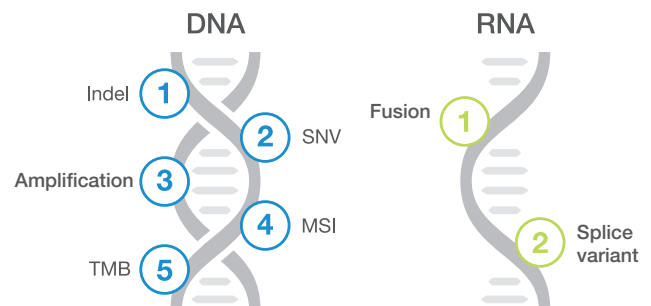 DNA
Indel 1
2 SNV
Amplification 3
4 MSI
TMB 5
RNA
Fusion 1
2 Splice
variant